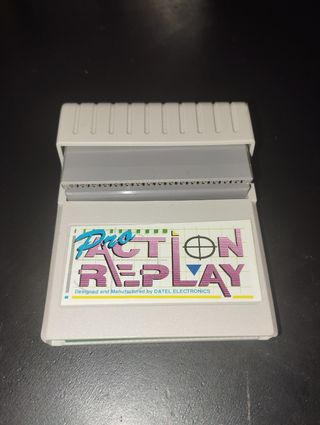 Pro
ACTION
REPLAY
Designed and Manufactured by DATEL ELECTRONICS